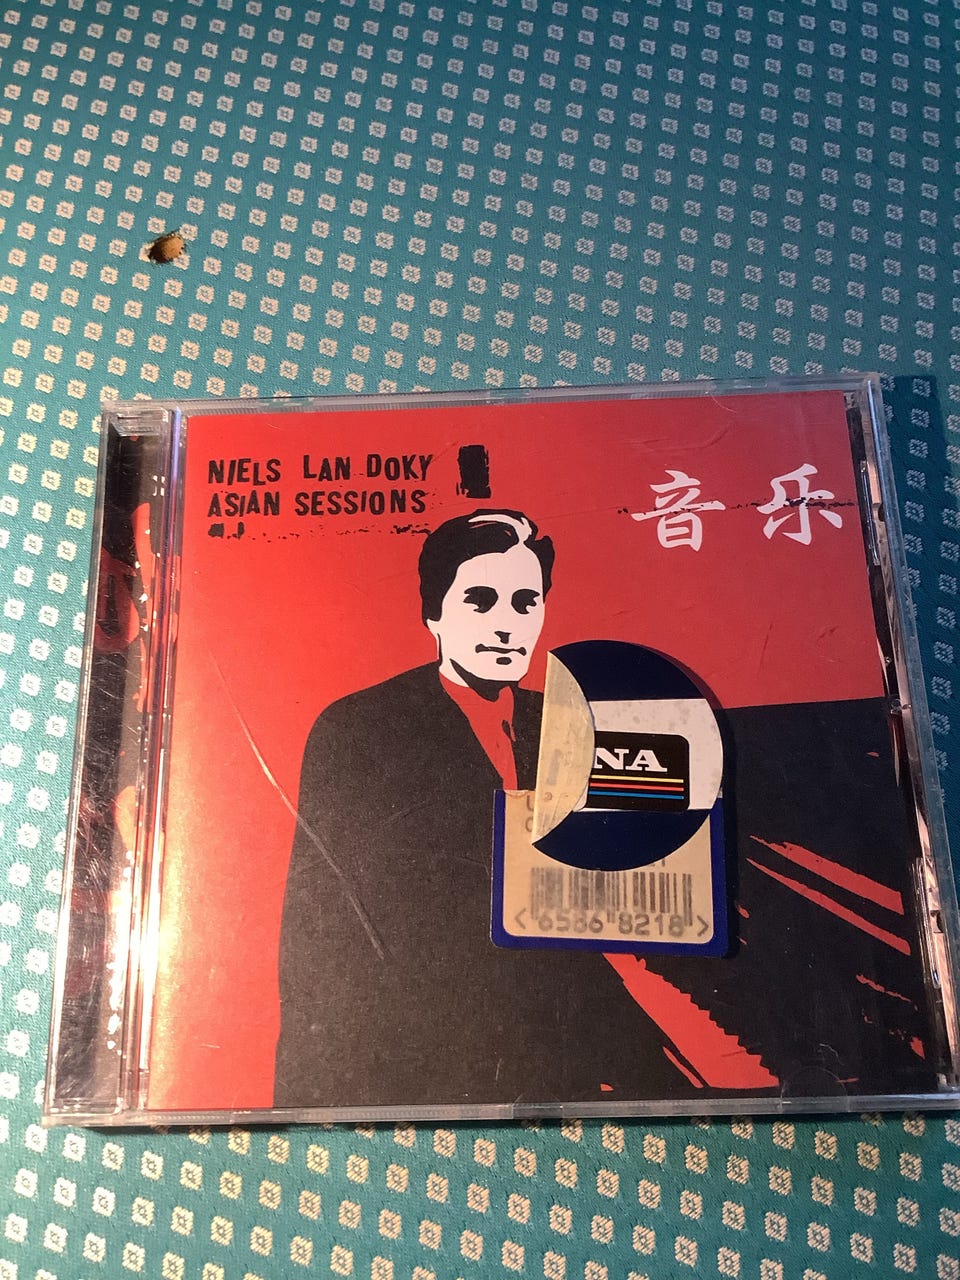 NIELS LAN DOKY
ASIAN SESSIONS
音乐
NA
<6586 8218>